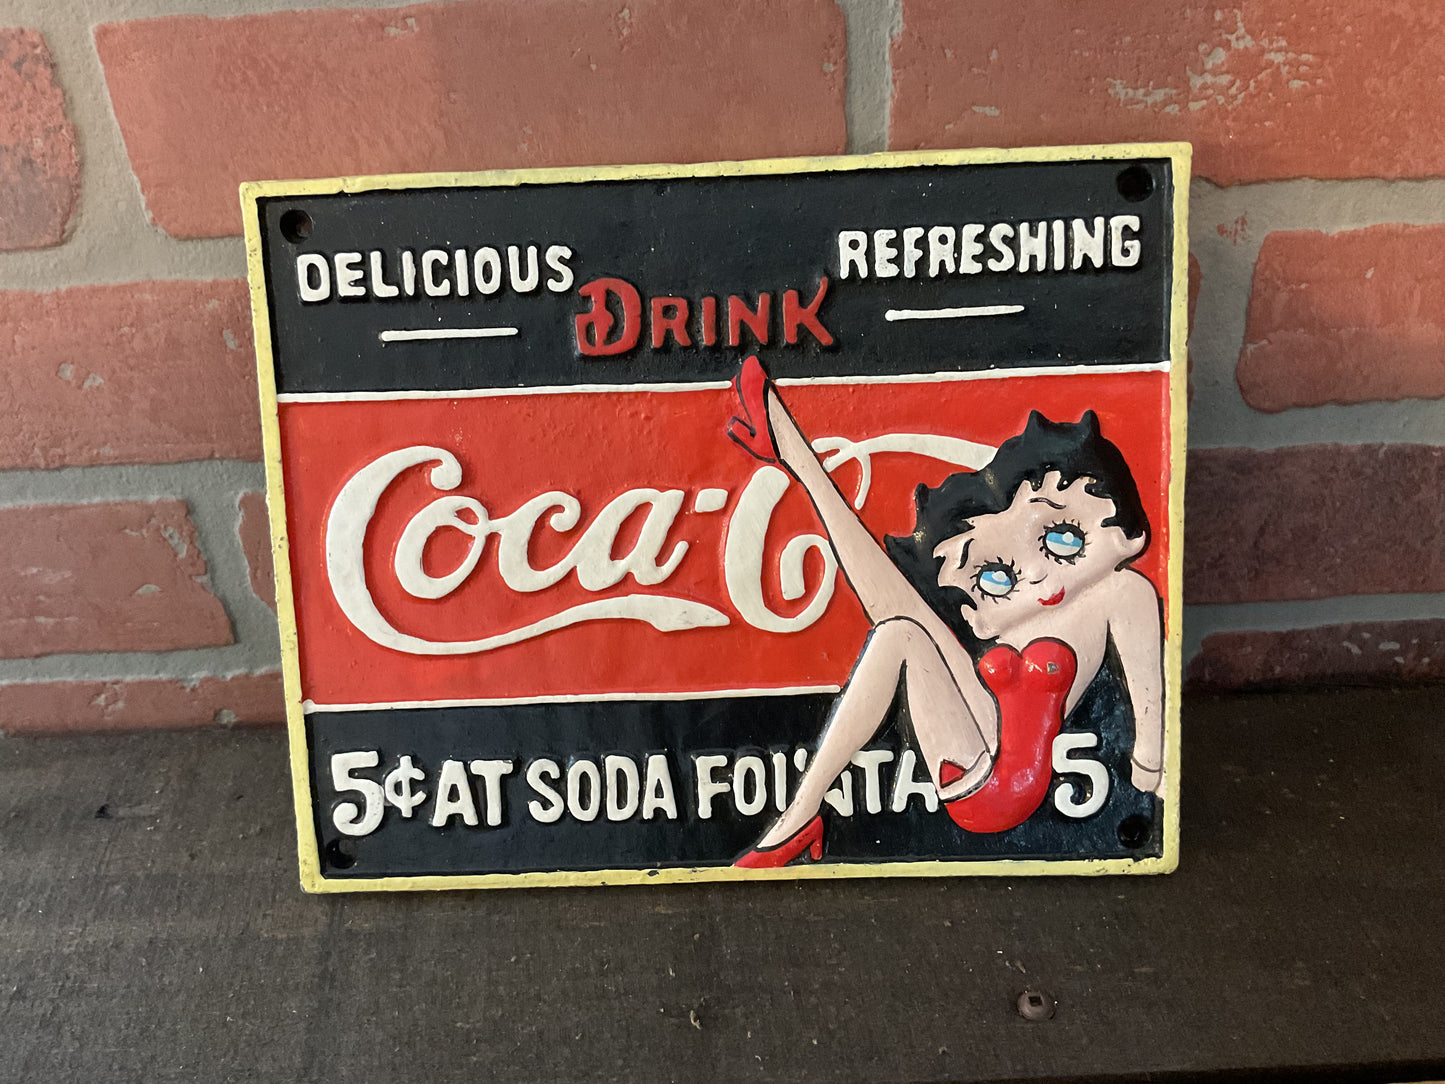 DELICIOUS REFRESHING
DRINK
Coca-C
5¢ AT SODA FOUNTA 5